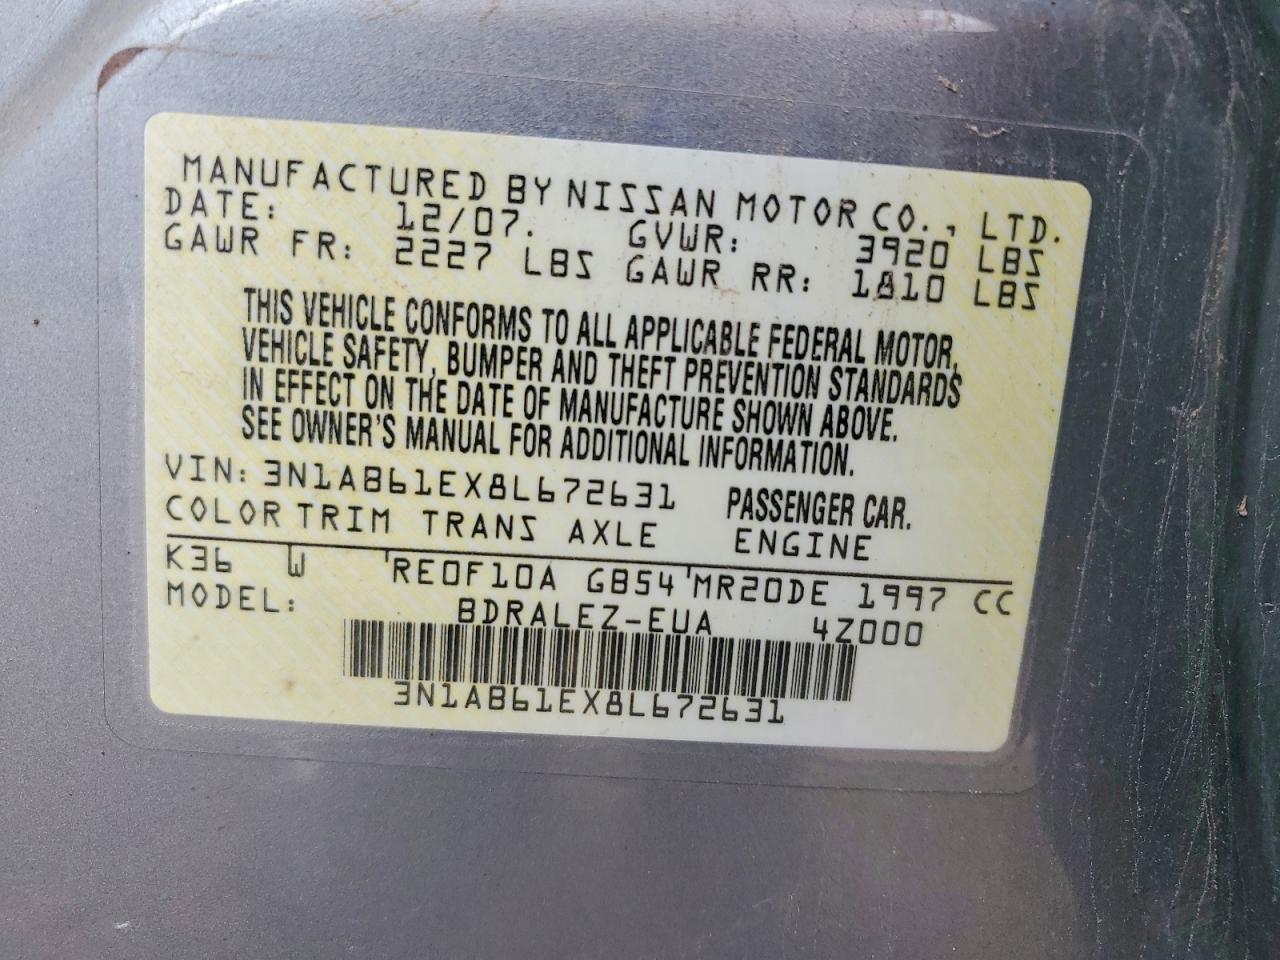 MANUFACTURED BY NISSAN MOTOR CO., LTD.
DATE: 12/07. GVWR: 3920 LBS
GAWR FR: 2227 LBS GAWR RR: 1810 LBS
THIS VEHICLE CONFORMS TO ALL APPLICABLE FEDERAL MOTOR,
VEHICLE SAFETY, BUMPER AND THEFT PREVENTION STANDARDS
IN EFFECT ON THE DATE OF MANUFACTURE SHOWN ABOVE.
SEE OWNER'S MANUAL FOR ADDITIONAL INFORMATION.
VIN: 3N1AB61EX8L672631 PASSENGER CAR.
COLOR TRIM TRANS AXLE ENGINE
K36 W 'RE0F10A GB54'MR20DE 1997 CC
MODEL: BDRALEZ-EUA 4Z000
3N1AB61EX8L672631